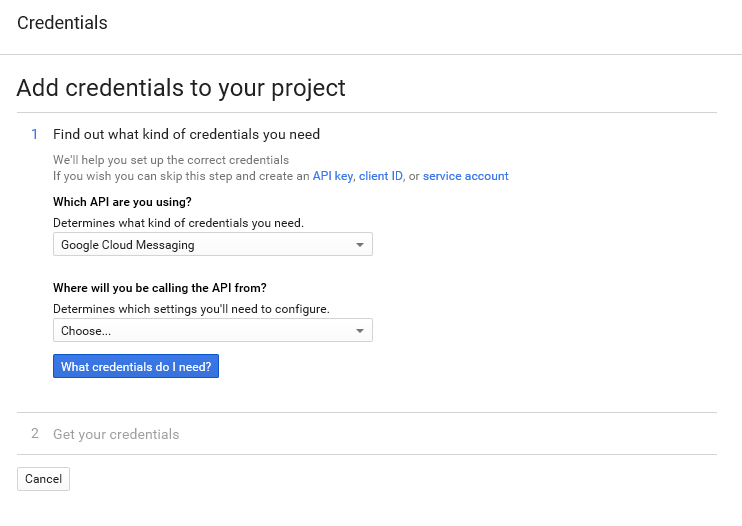 Credentials
Add credentials to your project
1 Find out what kind of credentials you need
We'll help you set up the correct credentials
If you wish you can skip this step and create an API key, client ID, or service account
Which API are you using?
Determines what kind of credentials you need.
Google Cloud Messaging
Where will you be calling the API from?
Determines which settings you'll need to configure.
Choose...
What credentials do I need?
2 Get your credentials
Cancel